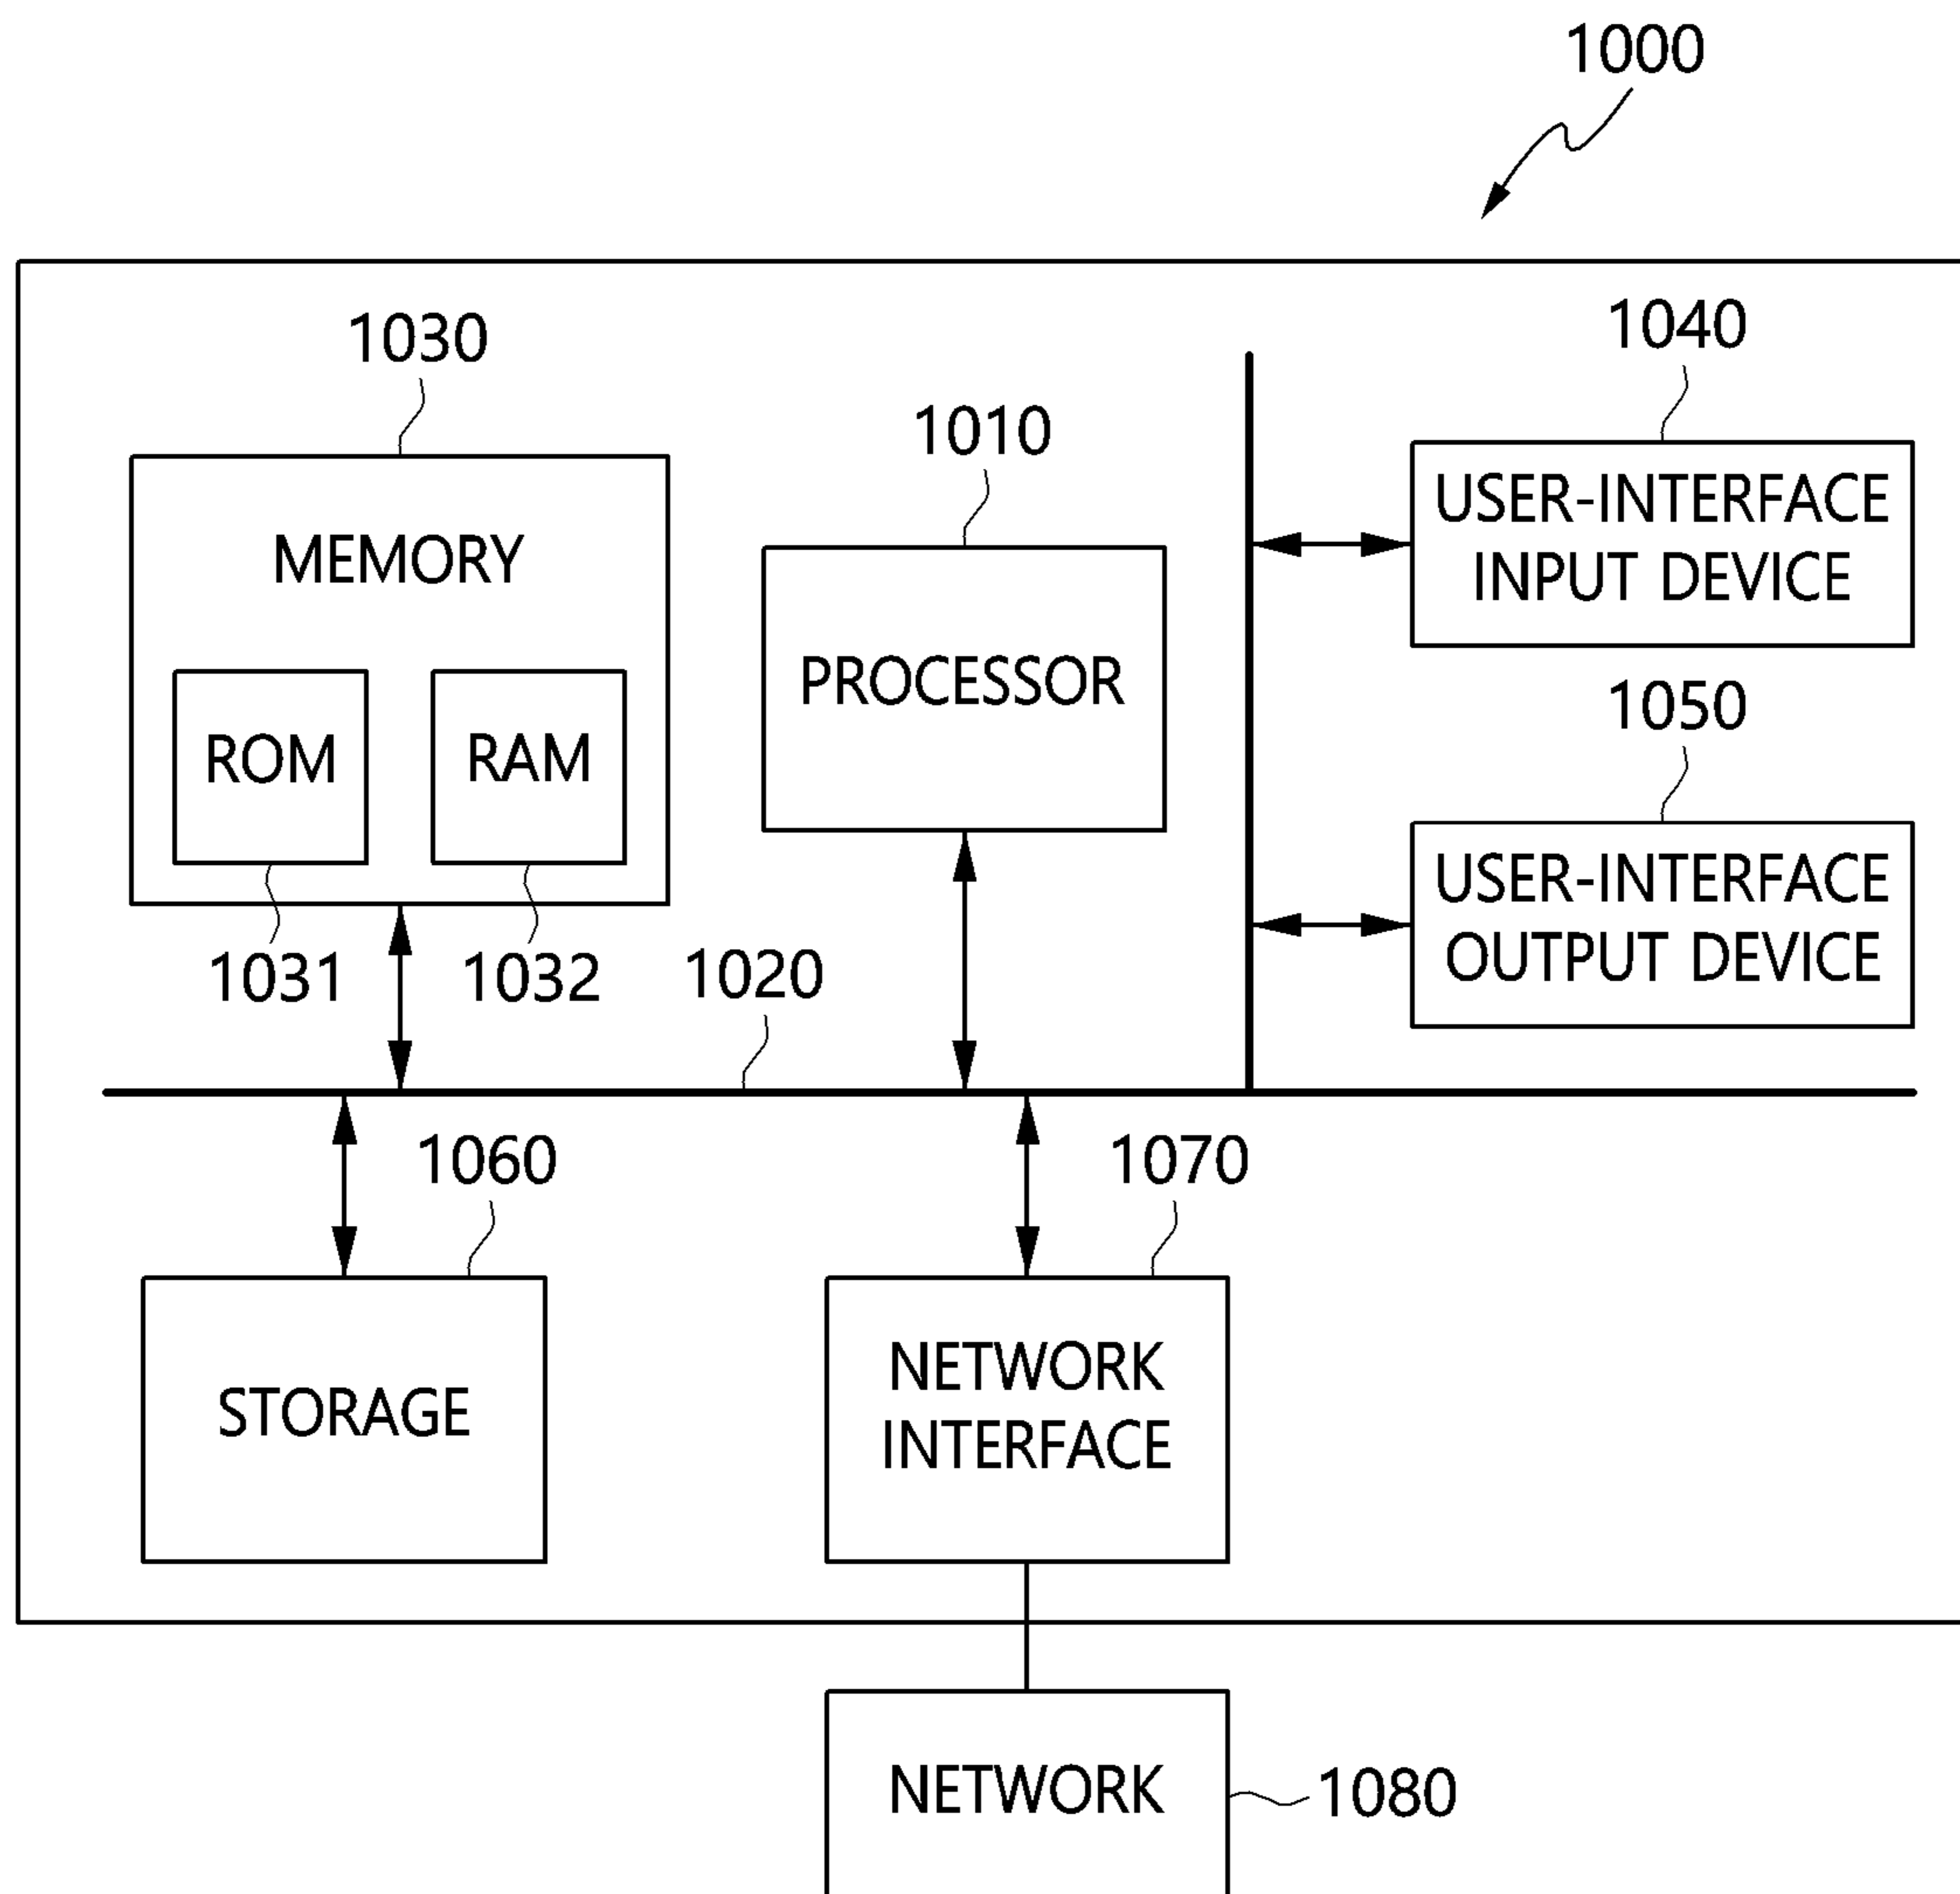 1000
1030
1040
1010
USER-INTERFACE
INPUT DEVICE
MEMORY
PROCESSOR
1050
ROM
RAM
USER-INTERFACE
OUTPUT DEVICE
1031
1032
1020
1060
1070
NETWORK
INTERFACE
STORAGE
NETWORK
1080